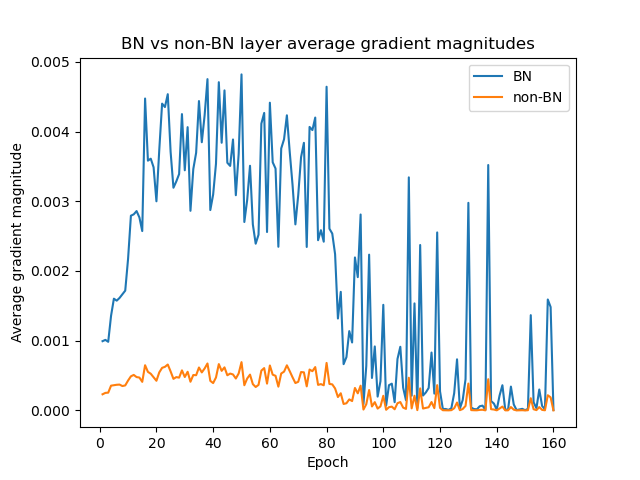 BN vs non-BN layer average gradient magnitudes
BN
non-BN
Average gradient magnitude
0.005
0.004
0.003
0.002
0.001
0.000
0 20 40 60 80 100 120 140 160
Epoch